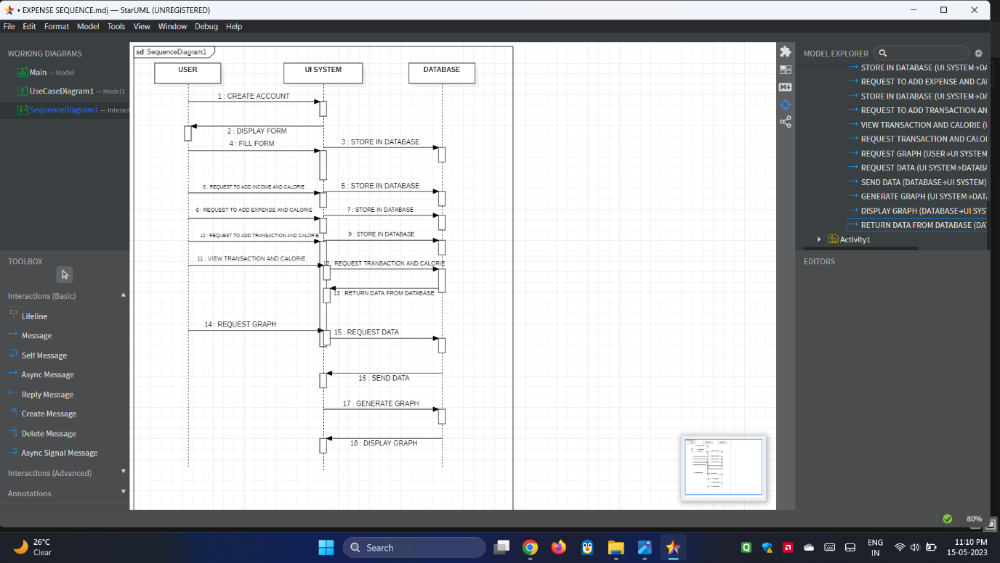 • EXPENSE SEQUENCE.mdj — StarUML (UNREGISTERED)
File Edit Format Model Tools View Window Debug Help
WORKING DIAGRAMS
Main — Model
UseCaseDiagram1 — Model1
SequenceDiagram1 — Interact
TOOLBOX
Interactions (Basic)
Lifeline
Message
Self Message
Async Message
Reply Message
Create Message
Delete Message
Async Signal Message
Interactions (Advanced)
Annotations
sd SequenceDiagram1
USER
UI SYSTEM
DATABASE
1 : CREATE ACCOUNT
2 : DISPLAY FORM
4 : FILL FORM
3 : STORE IN DATABASE
6 : REQUEST TO ADD INCOME AND CALORIE
5 : STORE IN DATABASE
8 : REQUEST TO ADD EXPENSE AND CALORIE
7 : STORE IN DATABASE
10 : REQUEST TO ADD TRANSACTION AND CALORIE
9 : STORE IN DATABASE
11 : VIEW TRANSACTION AND CALORIE
12 : REQUEST TRANSACTION AND CALORIE
13 : RETURN DATA FROM DATABASE
14 : REQUEST GRAPH
15 : REQUEST DATA
16 : SEND DATA
17 : GENERATE GRAPH
18 : DISPLAY GRAPH
MODEL EXPLORER
STORE IN DATABASE (UI SYSTEM→DA
REQUEST TO ADD EXPENSE AND CA
STORE IN DATABASE (UI SYSTEM→DA
REQUEST TO ADD TRANSACTION AN
VIEW TRANSACTION AND CALORIE (U
REQUEST TRANSACTION AND CALO
REQUEST GRAPH (USER→UI SYSTEM
REQUEST DATA (UI SYSTEM→DATABA
SEND DATA (DATABASE→UI SYSTEM)
GENERATE GRAPH (UI SYSTEM→DATA
DISPLAY GRAPH (DATABASE→UI SYS
RETURN DATA FROM DATABASE (DA
Activity1
EDITORS
80%
26°C
Clear
Search
ENG
IN
11:10 PM
15-05-2023